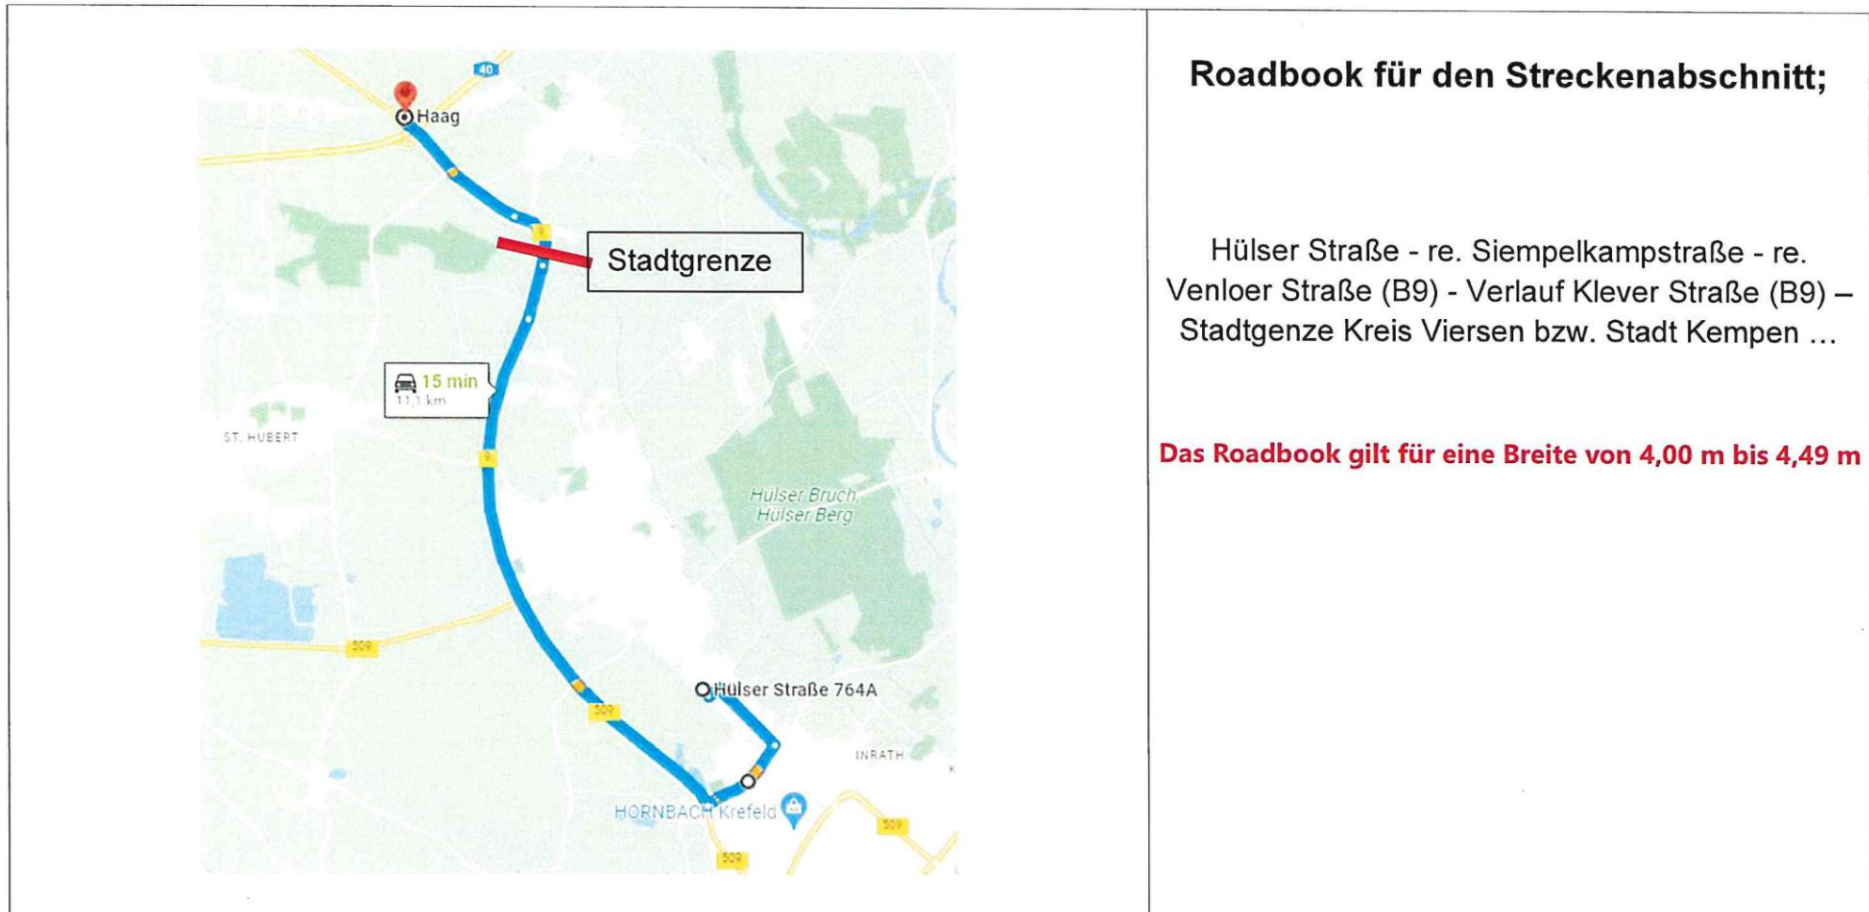 40
Haag
9
Stadtgrenze
15 min
11,1 km
ST. HUBERT
9
Hülser Bruch,
Hülser Berg
509
Hülser Straße 764A
509
INRATH
K
HORNBACH Krefeld
509
509
Roadbook für den Streckenabschnitt;
Hülser Straße - re. Siempelkampstraße - re.
Venloer Straße (B9) - Verlauf Klever Straße (B9) –
Stadtgenze Kreis Viersen bzw. Stadt Kempen ...
Das Roadbook gilt für eine Breite von 4,00 m bis 4,49 m